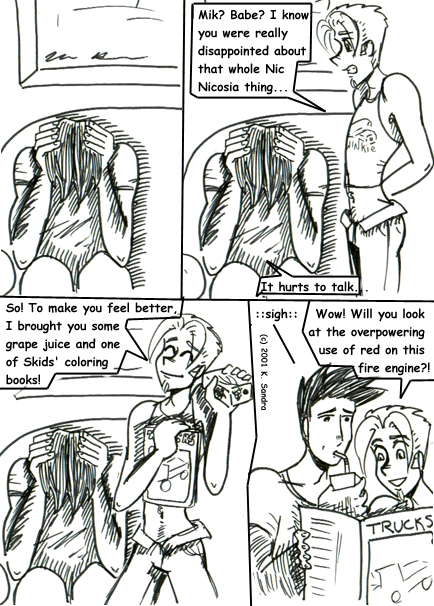 Mik? Babe? I know
you were really
disappointed about
that whole Nic
Nicosia thing...
It hurts to talk...
So! To make you feel better,
I brought you some
grape juice and one
of Skids' coloring
books!
::sigh::
(c) 2001 K. Sandra
Wow! Will you look
at the overpowering
use of red on this
fire engine?!
TRUCKS